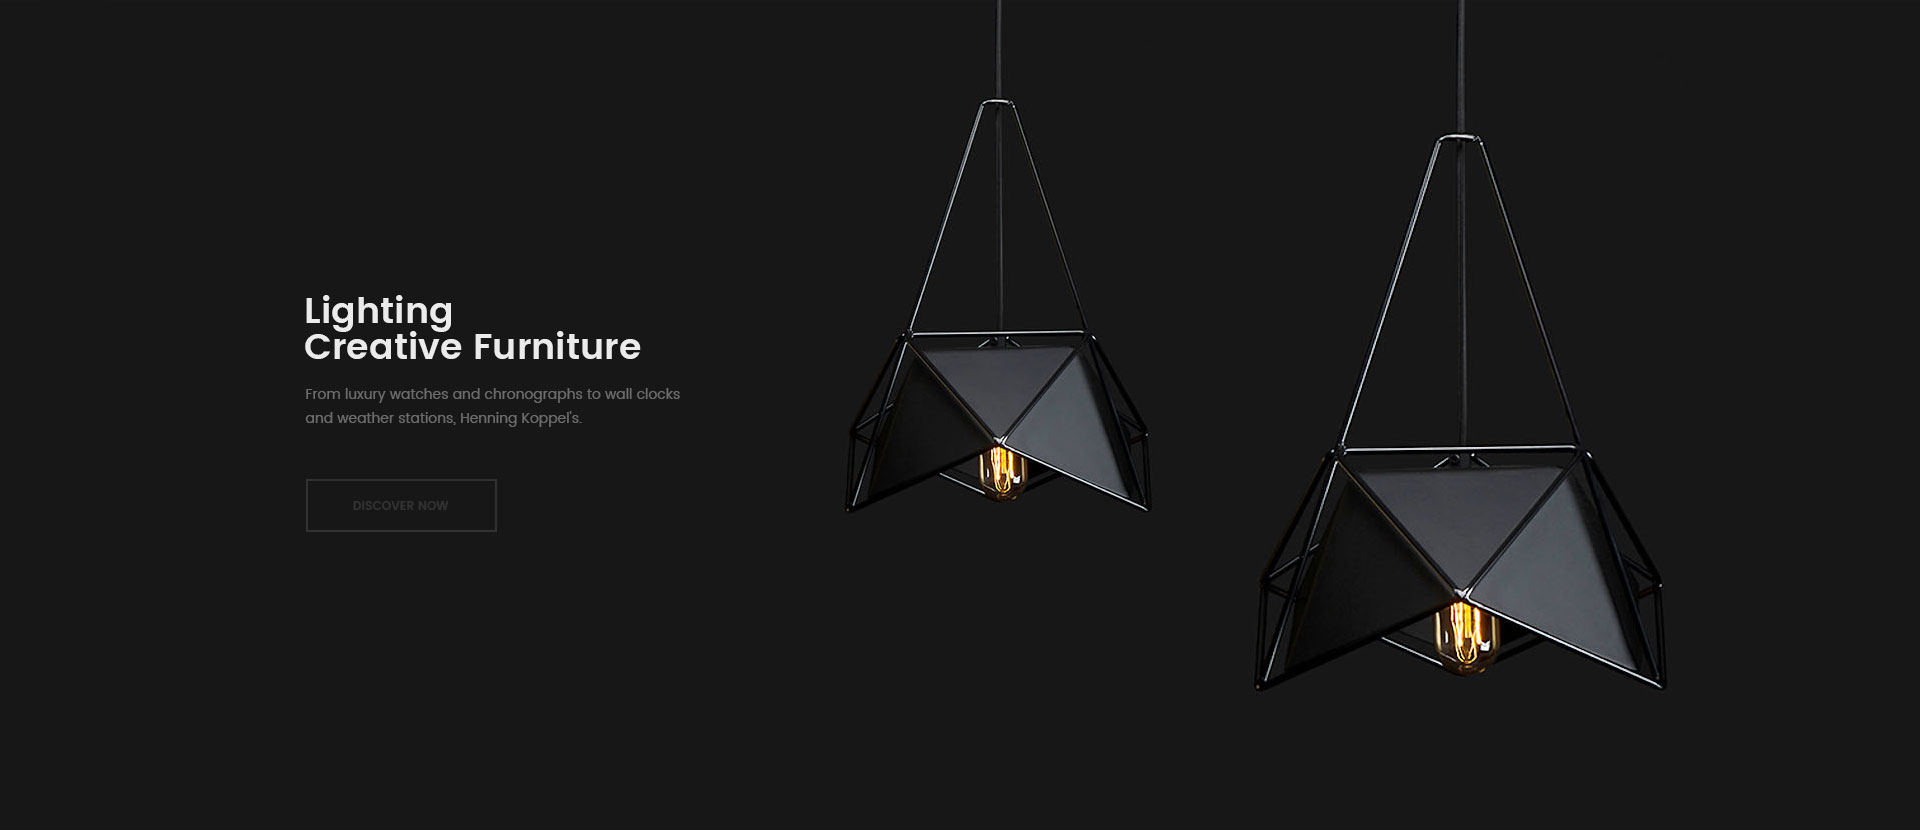 Lighting
Creative Furniture
From luxury watches and chronographs to wall clocks
and weather stations, Henning Koppel's.
DISCOVER NOW